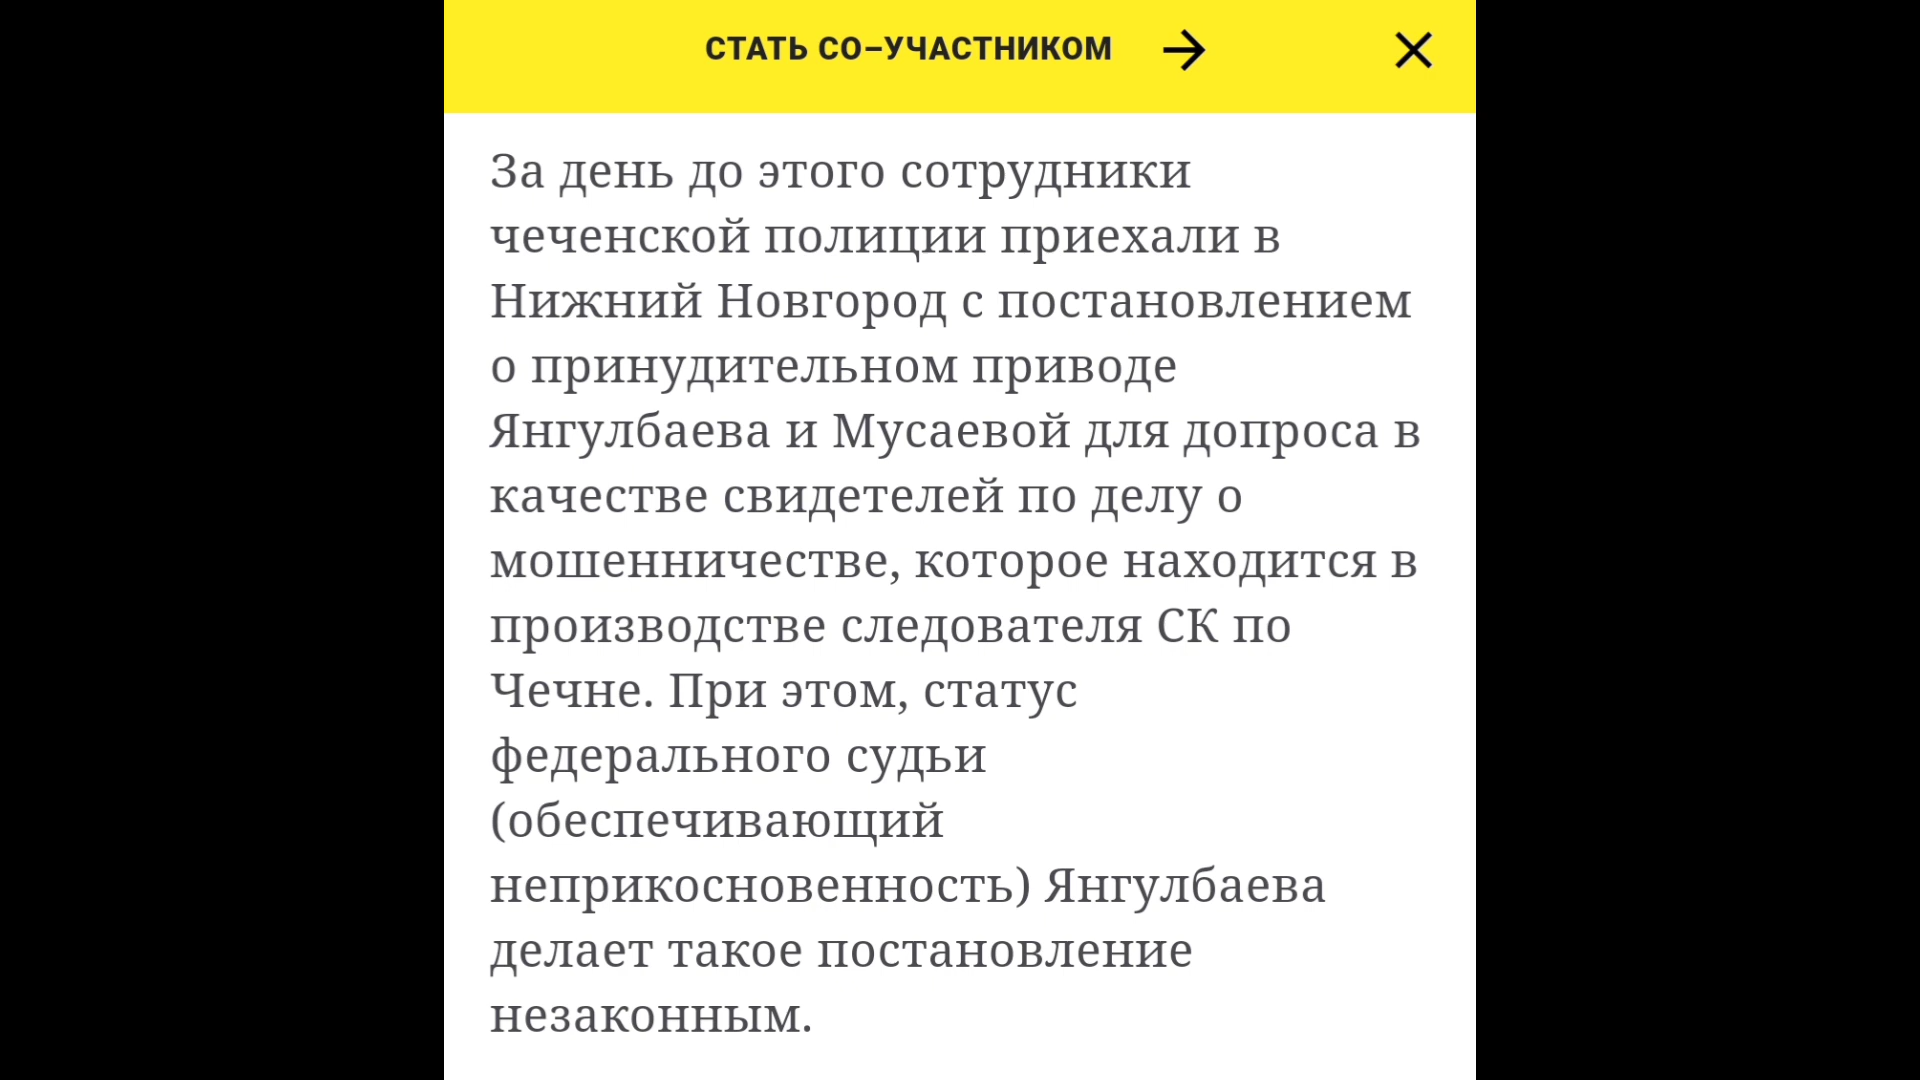 СТАТЬ СО–УЧАСТНИКОМ
За день до этого сотрудники
чеченской полиции приехали в
Нижний Новгород с постановлением
о принудительном приводе
Янгулбаева и Мусаевой для допроса в
качестве свидетелей по делу о
мошенничестве, которое находится в
производстве следователя СК по
Чечне. При этом, статус
федерального судьи
(обеспечивающий
неприкосновенность) Янгулбаева
делает такое постановление
незаконным.